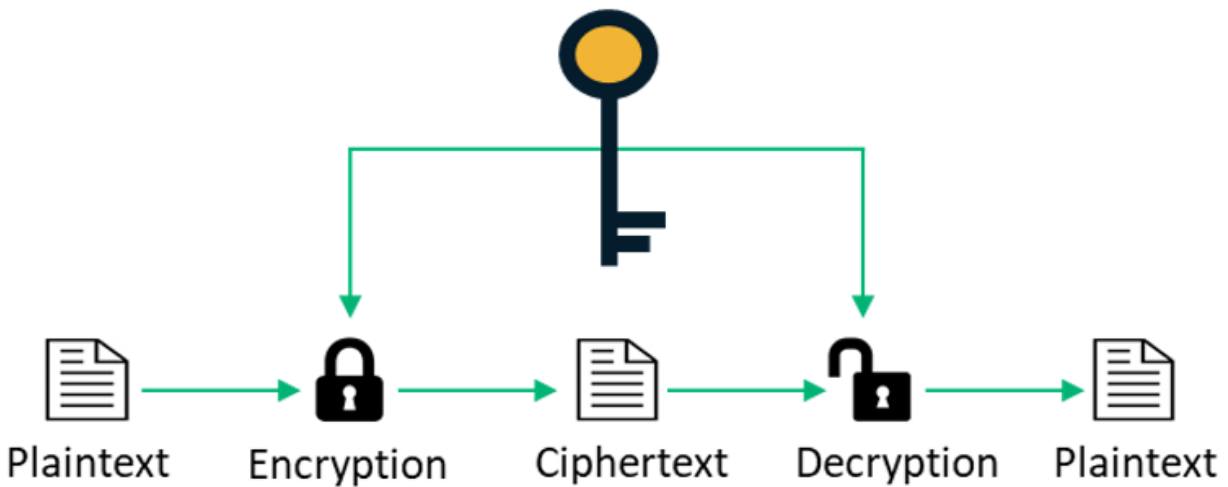 Plaintext
Encryption
Ciphertext
Decryption
Plaintext